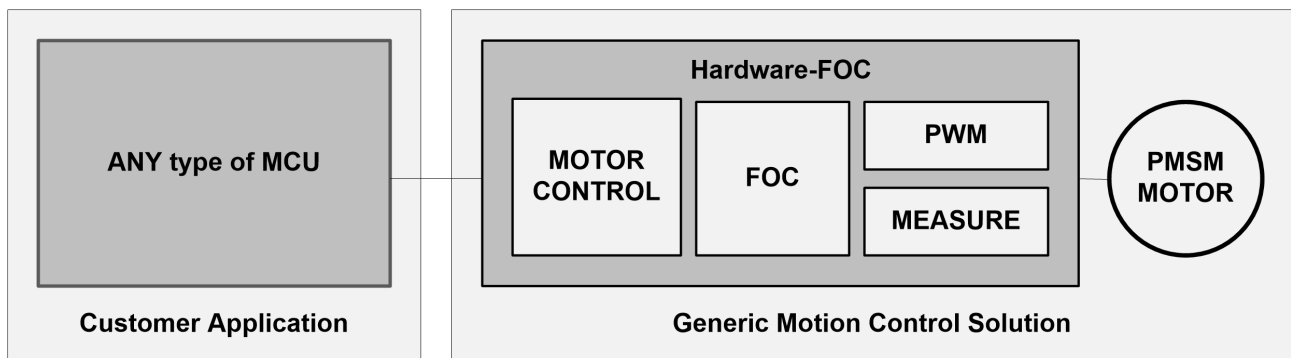 ANY type of MCU
Customer Application
Hardware-FOC
MOTOR
CONTROL
FOC
PWM
MEASURE
PMSM
MOTOR
Generic Motion Control Solution